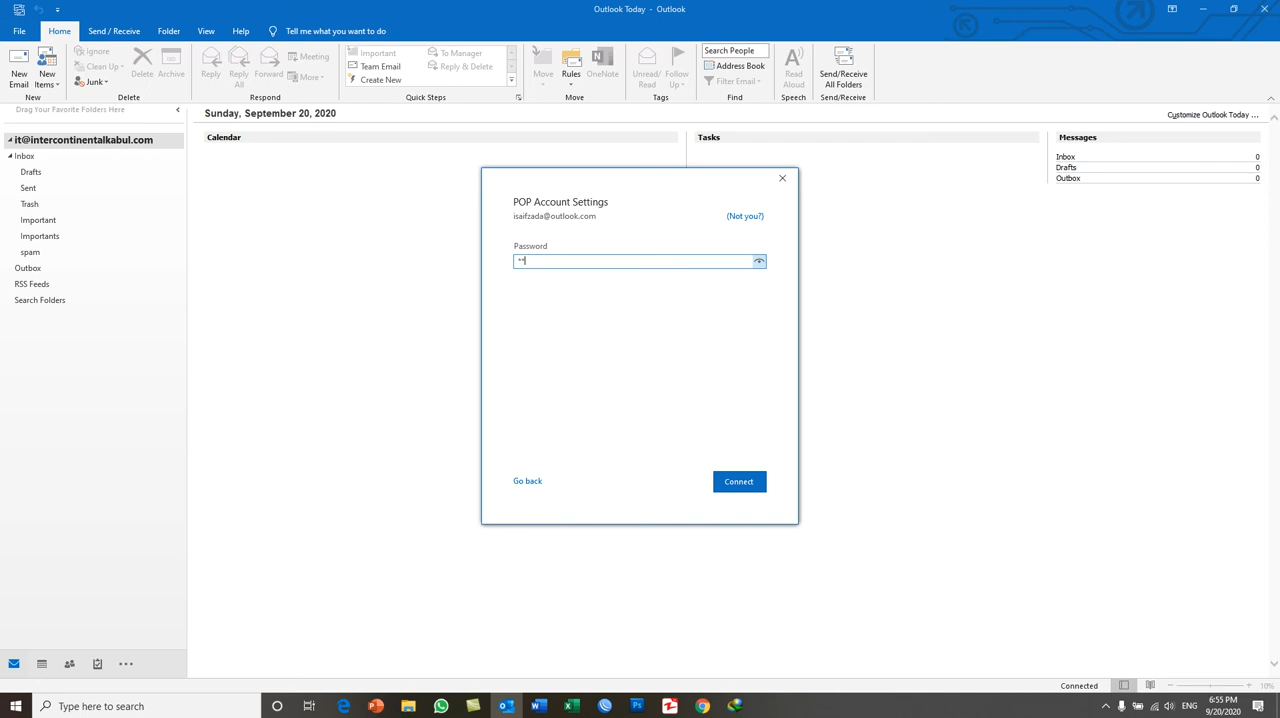 Outlook Today - Outlook
File Home Send / Receive Folder View Help Tell me what you want to do
New Email
New Items
New
Ignore
Clean Up
Junk
Delete
Archive
Delete
Reply
Reply All
Forward
Meeting
More
Respond
Important
Team Email
Create New
To Manager
Reply & Delete
Quick Steps
Move
Rules
OneNote
Move
Unread/ Read
Follow Up
Tags
Search People
Address Book
Filter Email
Find
Read Aloud
Speech
Send/Receive All Folders
Send/Receive
Drag Your Favorite Folders Here
it@intercontinentalkabul.com
Inbox
Drafts
Sent
Trash
Important
Importants
spam
Outbox
RSS Feeds
Search Folders
Sunday, September 20, 2020
Customize Outlook Today ...
Calendar
Tasks
Messages
Inbox 0
Drafts 0
Outbox 0
POP Account Settings
isaifzada@outlook.com (Not you?)
Password
**
Go back
Connect
Connected
10%
Type here to search
6:55 PM
9/20/2020